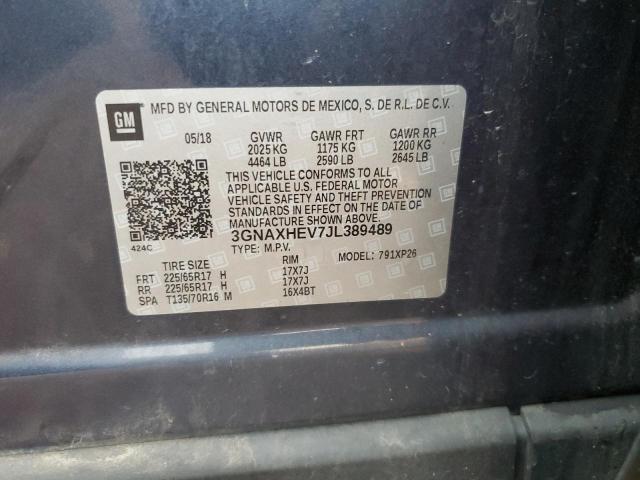 GM
MFD BY GENERAL MOTORS DE MEXICO, S. DE R.L. DE C.V.
05/18 GVWR GAWR FRT GAWR RR
2025 KG 1175 KG 1200 KG
4464 LB 2590 LB 2645 LB
THIS VEHICLE CONFORMS TO ALL
APPLICABLE U.S. FEDERAL MOTOR
VEHICLE SAFETY AND THEFT PREVENTION
STANDARDS IN EFFECT ON THE DATE OF
MANUFACTURE SHOWN ABOVE.
424C 3GNAXHEV7JL389489
TYPE: M.P.V. MODEL: 791XP26
TIRE SIZE RIM
FRT 225/65R17 H 17X7J
RR 225/65R17 H 17X7J
SPA T135/70R16 M 16X4BT